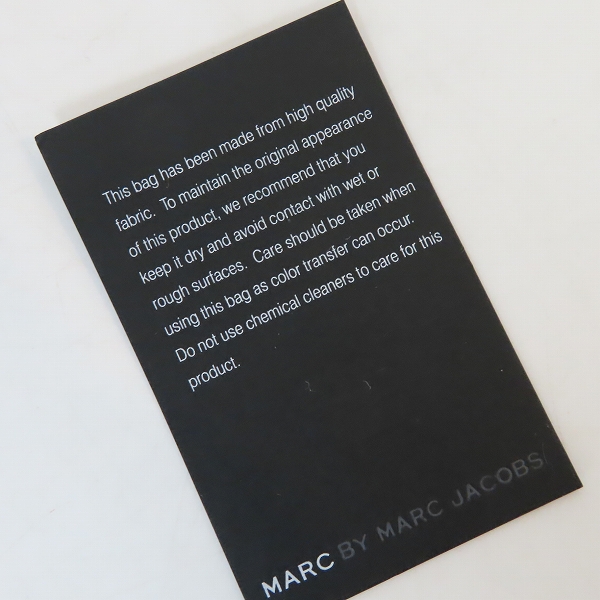 This bag has been made from high quality
fabric. To maintain the original appearance
of this product, we recommend that you
keep it dry and avoid contact with wet or
rough surfaces. Care should be taken when
using this bag as color transfer can occur.
Do not use chemical cleaners to care for this
product.
MARC BY MARC JACOBS